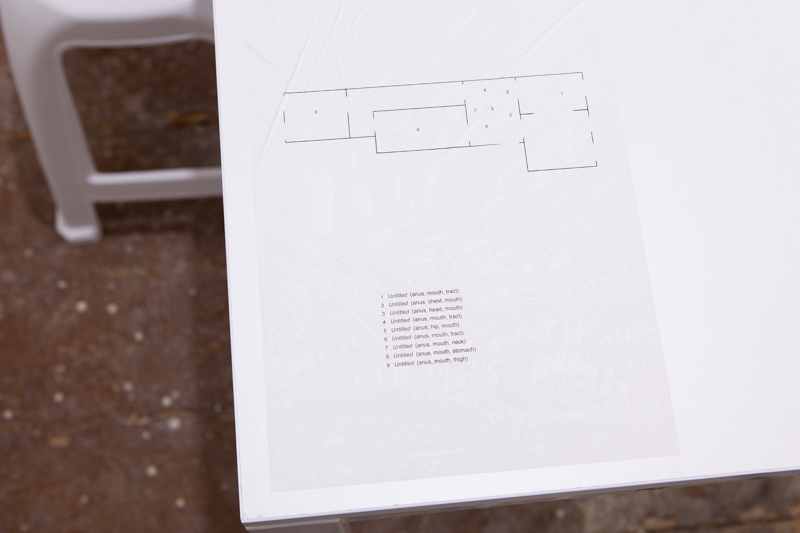 9
8
7
4
3
5
6
2
1
1 Untitled (anus, mouth, tract)
2 Untitled (anus, chest, mouth)
3 Untitled (anus, head, mouth)
4 Untitled (anus, mouth, tract)
5 Untitled (anus, hip, mouth)
6 Untitled (anus, mouth, tract)
7 Untitled (anus, mouth, neck)
8 Untitled (anus, mouth, stomach)
9 Untitled (anus, mouth, thigh)